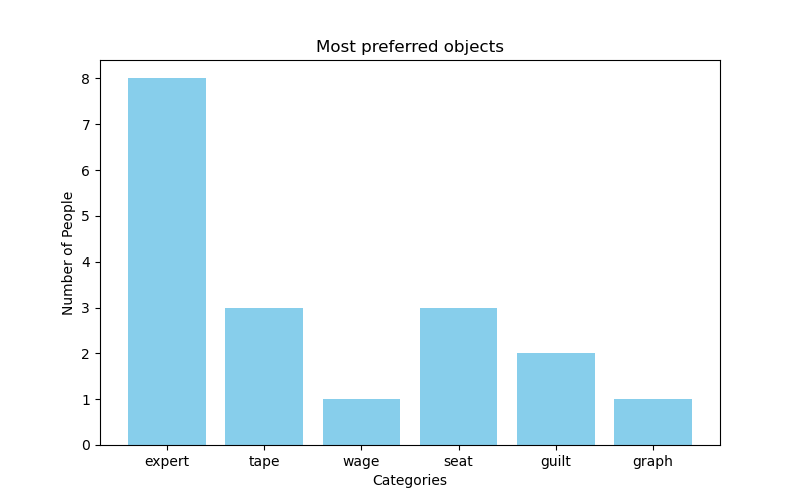 Most preferred objects
Number of People
8
7
6
5
4
3
2
1
0
expert tape wage seat guilt graph
Categories